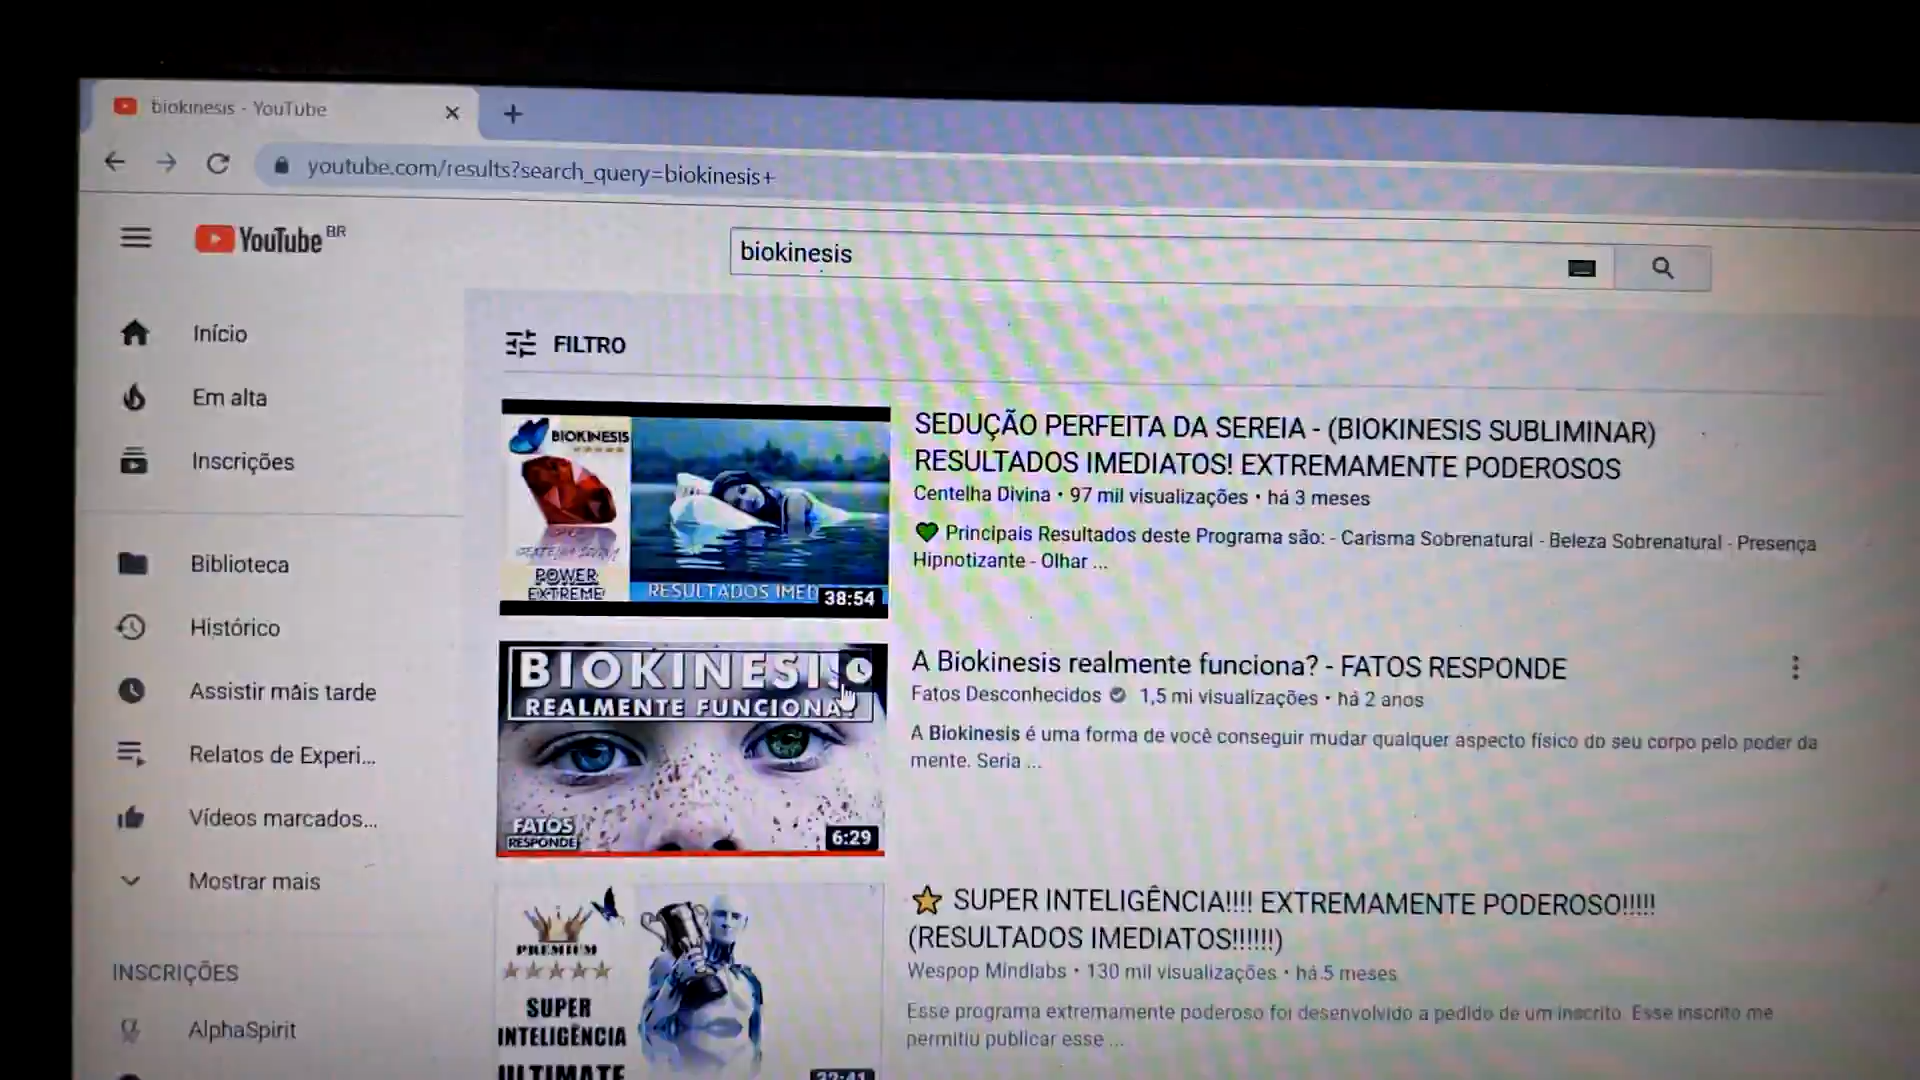 biokinesis - YouTube
youtube.com/results?search_query=biokinesis+
YouTube BR
biokinesis
Início
Em alta
Inscrições
Biblioteca
Histórico
Assistir mais tarde
Relatos de Experi...
Vídeos marcados...
Mostrar mais
INSCRIÇÕES
AlphaSpirit
FILTRO
BIOKINESIS
POWER
EXTREME
RESULTADOS IMED
38:54
SEDUÇÃO PERFEITA DA SEREIA - (BIOKINESIS SUBLIMINAR)
RESULTADOS IMEDIATOS! EXTREMAMENTE PODEROSOS
Centelha Divina • 97 mil visualizações • há 3 meses
Principais Resultados deste Programa são: - Carisma Sobrenatural - Beleza Sobrenatural - Presença
Hipnotizante - Olhar ...
BIOKINESIS
REALMENTE FUNCIONA?
FATOS
RESPONDE
6:29
A Biokinesis realmente funciona? - FATOS RESPONDE
Fatos Desconhecidos 1,5 mi visualizações • há 2 anos
A Biokinesis é uma forma de você conseguir mudar qualquer aspecto físico do seu corpo pelo poder da
mente. Seria ...
PREMIUM
SUPER
INTELIGÊNCIA
ULTIMATE
22:41
SUPER INTELIGÊNCIA!!!! EXTREMAMENTE PODEROSO!!!!!
(RESULTADOS IMEDIATOS!!!!!!)
Wespop Mindlabs • 130 mil visualizações • há 5 meses
Esse programa extremamente poderoso foi desenvolvido a pedido de um inscrito. Esse inscrito me
permitiu publicar esse ...